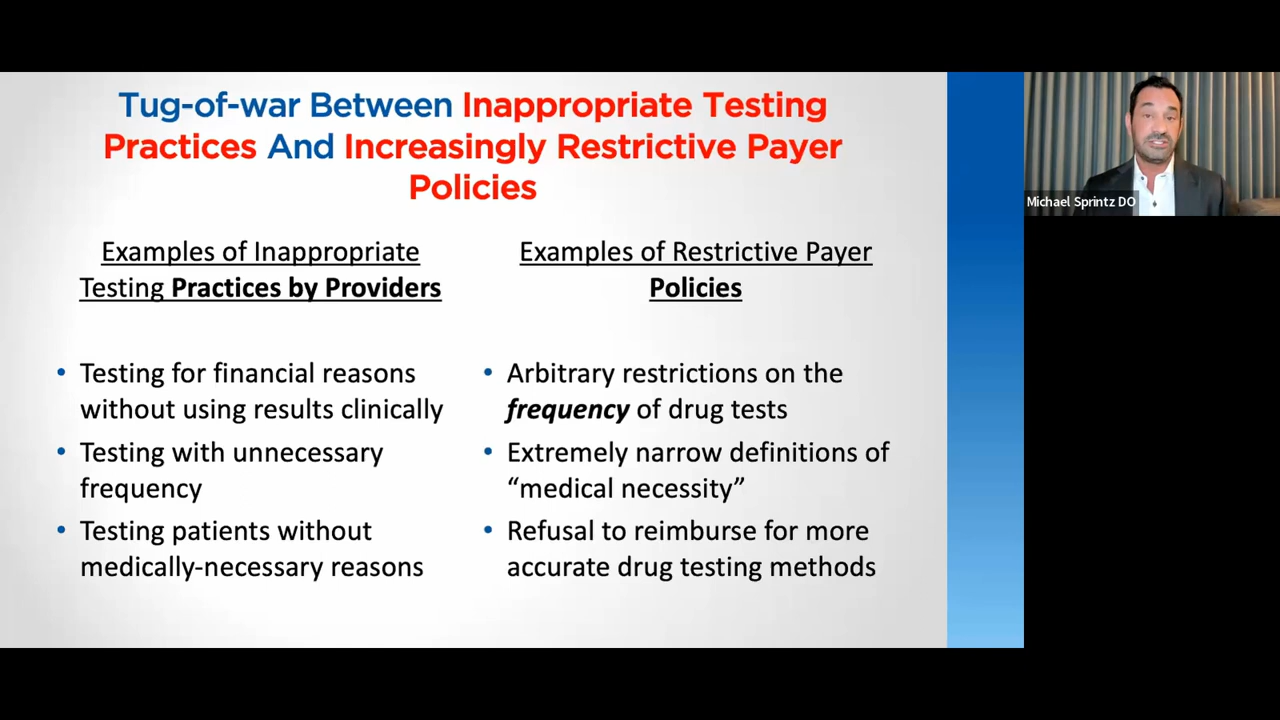 Tug-of-war Between Inappropriate Testing
Practices And Increasingly Restrictive Payer
Policies
Examples of Inappropriate
Testing Practices by Providers
• Testing for financial reasons
without using results clinically
• Testing with unnecessary
frequency
• Testing patients without
medically-necessary reasons
Examples of Restrictive Payer
Policies
• Arbitrary restrictions on the
frequency of drug tests
• Extremely narrow definitions of
“medical necessity”
• Refusal to reimburse for more
accurate drug testing methods
Michael Sprintz DO